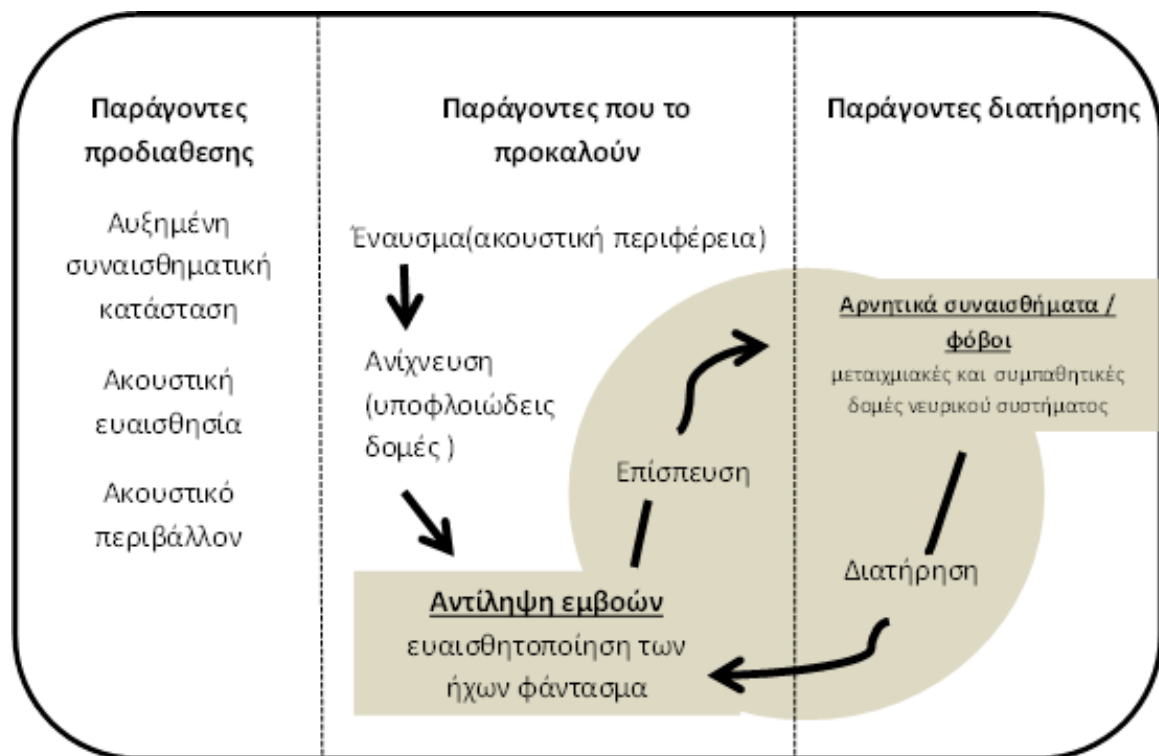 Παράγοντες
προδιαθεσης
Αυξημένη
συναισθηματική
κατάσταση
Ακουστική
ευαισθησία
Ακουστικό
περιβάλλον
Παράγοντες που το
προκαλούν
Έναυσμα(ακουστική περιφέρεια)
Ανίχνευση
(υποφλοιώδεις
δομές )
Επίσπευση
Αντίληψη εμβοών
ευαισθητοποίηση των
ήχων φάντασμα
Παράγοντες διατήρησης
Αρνητικά συναισθήματα /
φόβοι
μεταιχμιακές και συμπαθητικές
δομές νευρικού συστήματος
Διατήρηση